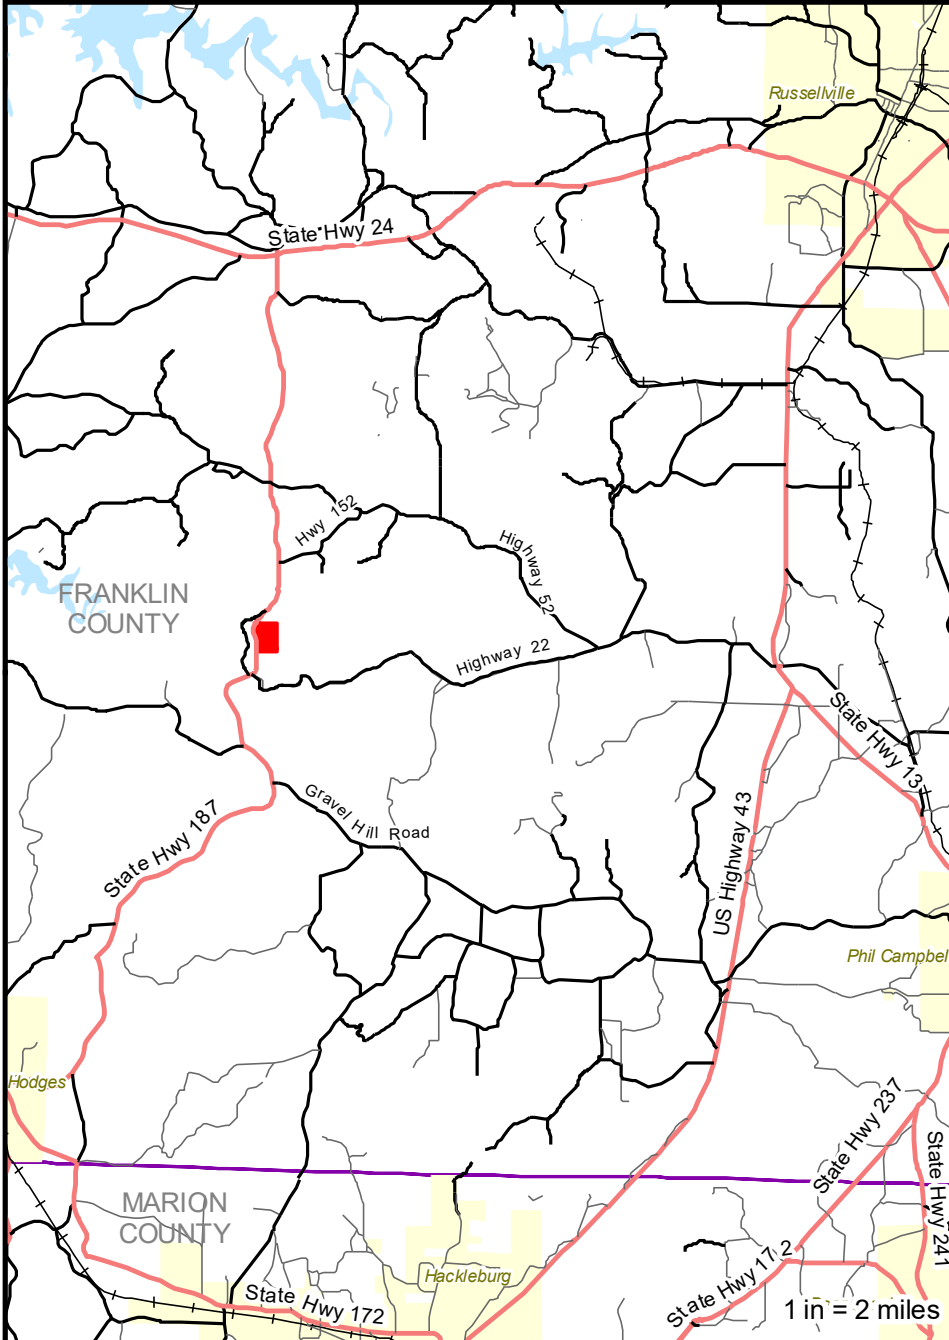 Russellville
State Hwy 24
Hwy 152
Highway 52
FRANKLIN
COUNTY
Highway 22
State Hwy 13
Gravel Hill Road
State Hwy 187
US Highway 43
Phil Campbel
Hodges
State Hwy 237
State Hwy 241
MARION
COUNTY
State Hwy 172
Hackleburg
State Hwy 172
1 in = 2 miles